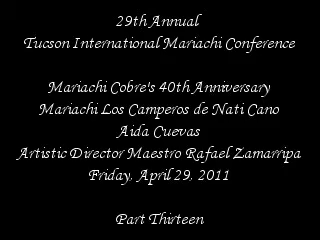 29th Annual
Tucson International Mariachi Conference
Mariachi Cobre's 40th Anniversary
Mariachi Los Camperos de Nati Cano
Aida Cuevas
Artistic Director Maestro Rafael Zamarripa
Friday, April 29, 2011
Part Thirteen